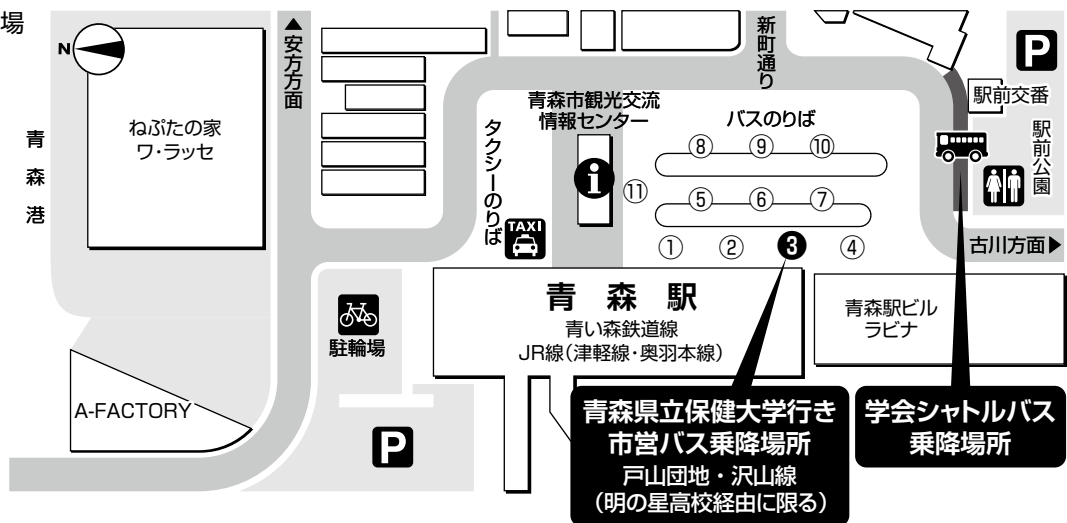 場
N
青森港
ねぶたの家
ワ・ラッセ
▲安方方面
新町通り
P
駅前交番
駅前公園
青森市観光交流
情報センター
i
バスのりば
⑧ ⑨ ⑩
⑪
⑤ ⑥ ⑦
① ② ❸ ④
タクシーのりば
TAXI
古川方面▶
青森駅
青い森鉄道線
JR線(津軽線・奥羽本線)
青森駅ビル
ラビナ
駐輪場
A-FACTORY
P
青森県立保健大学行き
市営バス乗降場所
戸山団地・沢山線
(明の星高校経由に限る)
学会シャトルバス
乗降場所